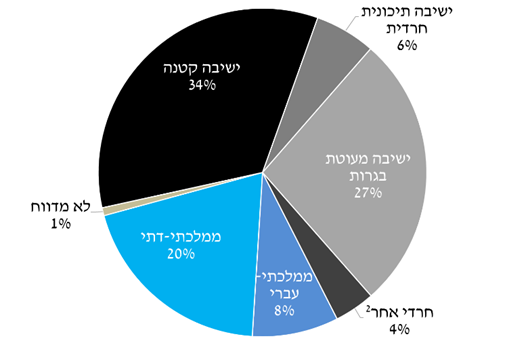 ישיבה תיכונית
חרדית
6%
ישיבה קטנה
34%
ישיבה מעוטת
בגרות
27%
לא מדווח
1%
ממלכתי-דתי
20%
ממלכתי-
עברי
8%
חרדי אחר²
4%